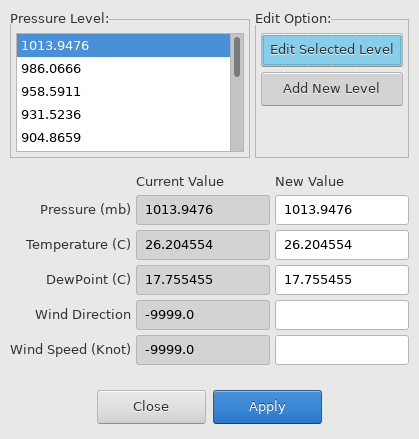 Pressure Level:
Edit Option:
1013.9476
986.0666
958.5911
931.5236
904.8659
Edit Selected Level
Add New Level
Current Value
New Value
Pressure (mb) 1013.9476 1013.9476
Temperature (C) 26.204554 26.204554
DewPoint (C) 17.755455 17.755455
Wind Direction -9999.0
Wind Speed (Knot) -9999.0
Close
Apply